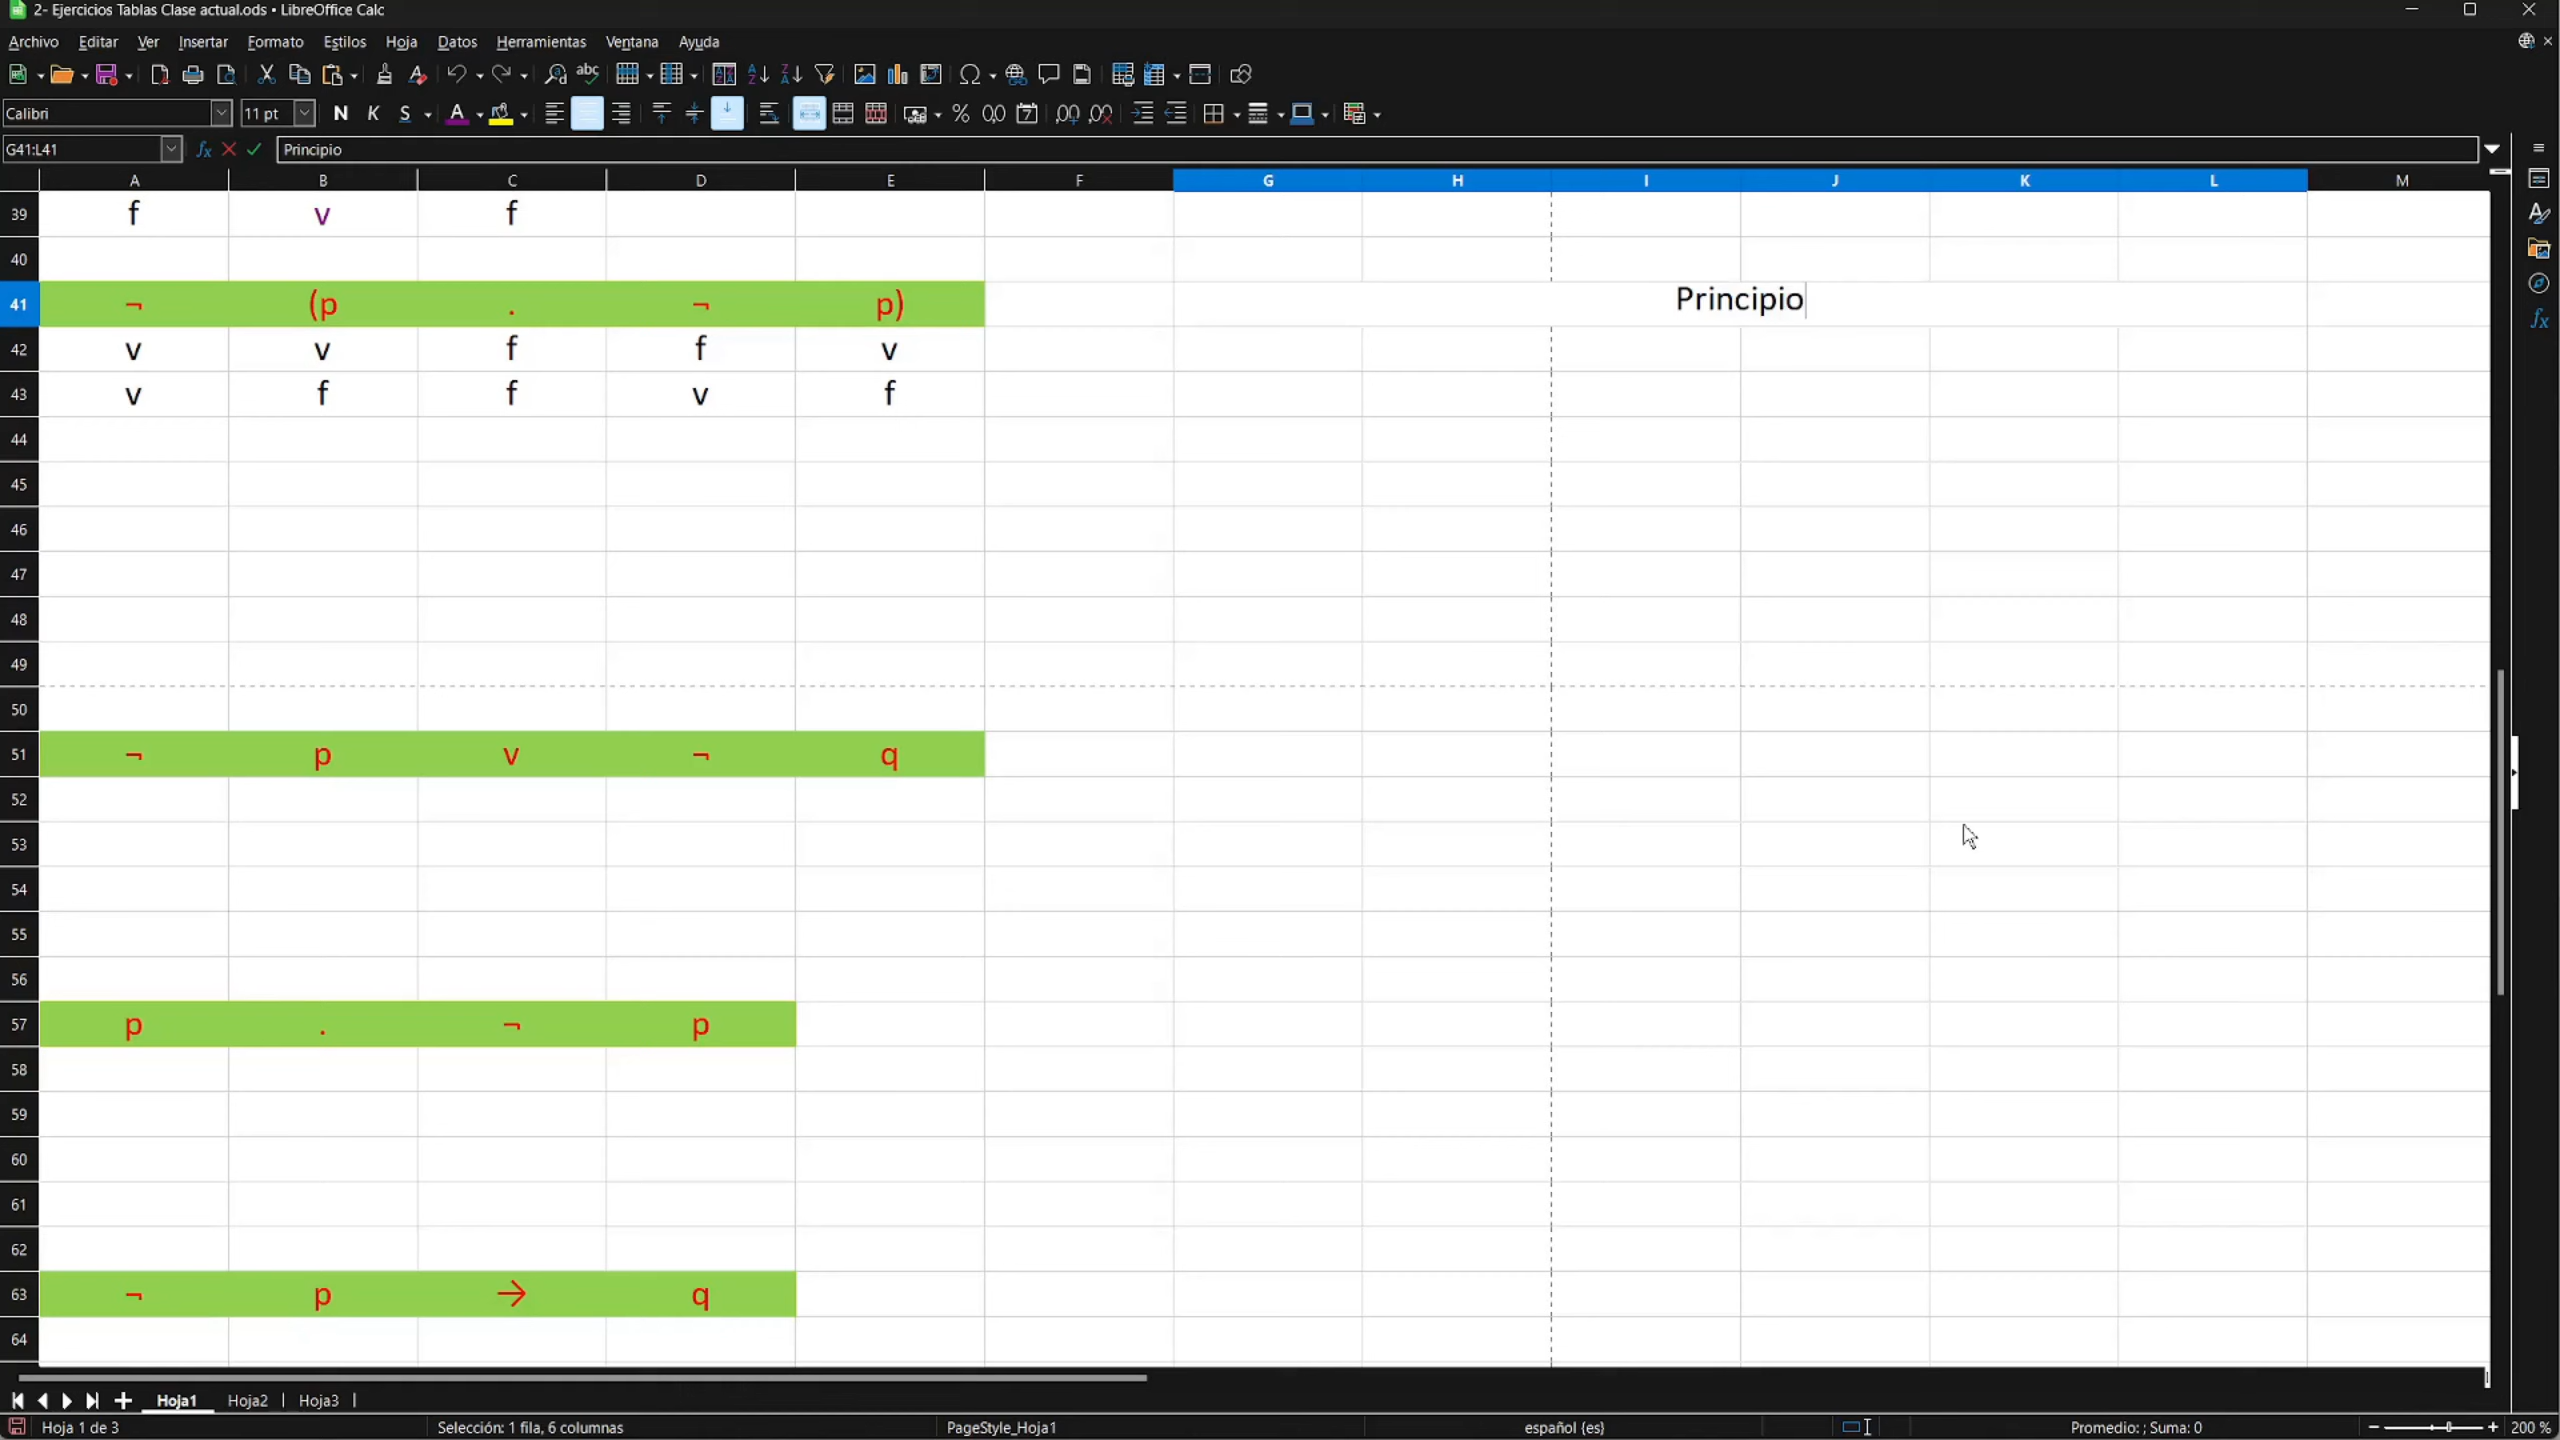 2- Ejercicios Tablas Clase actual.ods • LibreOffice Calc
Archivo Editar Ver Insertar Formato Estilos Hoja Datos Herramientas Ventana Ayuda
Calibri 11 pt N K S A
G41:L41 fx Principio
A B C D E F G H I J K L M
39 f v f
40
41 ¬ (p . ¬ p) Principio
42 v v f f v
43 v f f v f
44
45
46
47
48
49
50
51 ¬ p v ¬ q
52
53
54
55
56
57 p . ¬ p
58
59
60
61
62
63 ¬ p → q
64
Hoja1 Hoja2 Hoja3
Hoja 1 de 3 Selección: 1 fila, 6 columnas PageStyle_Hoja1 español (es) Promedio: ; Suma: 0 200 %